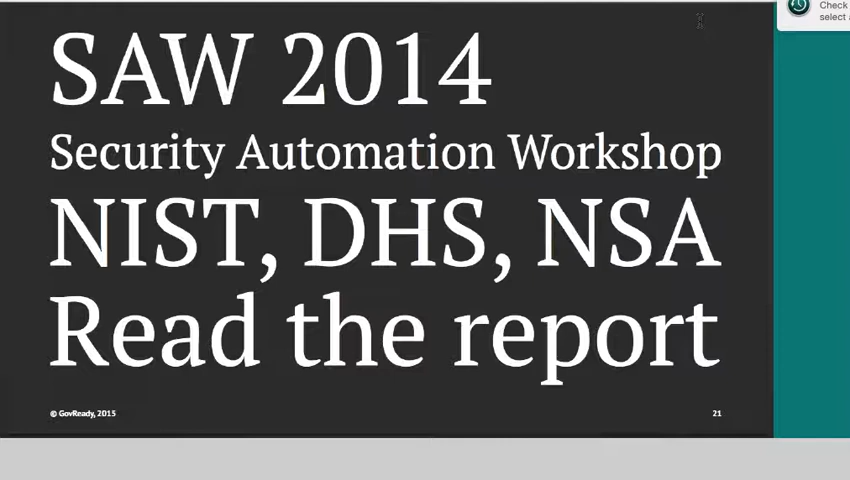 SAW 2014
Security Automation Workshop
NIST, DHS, NSA
Read the report
© GovReady, 2015
21
Check
select